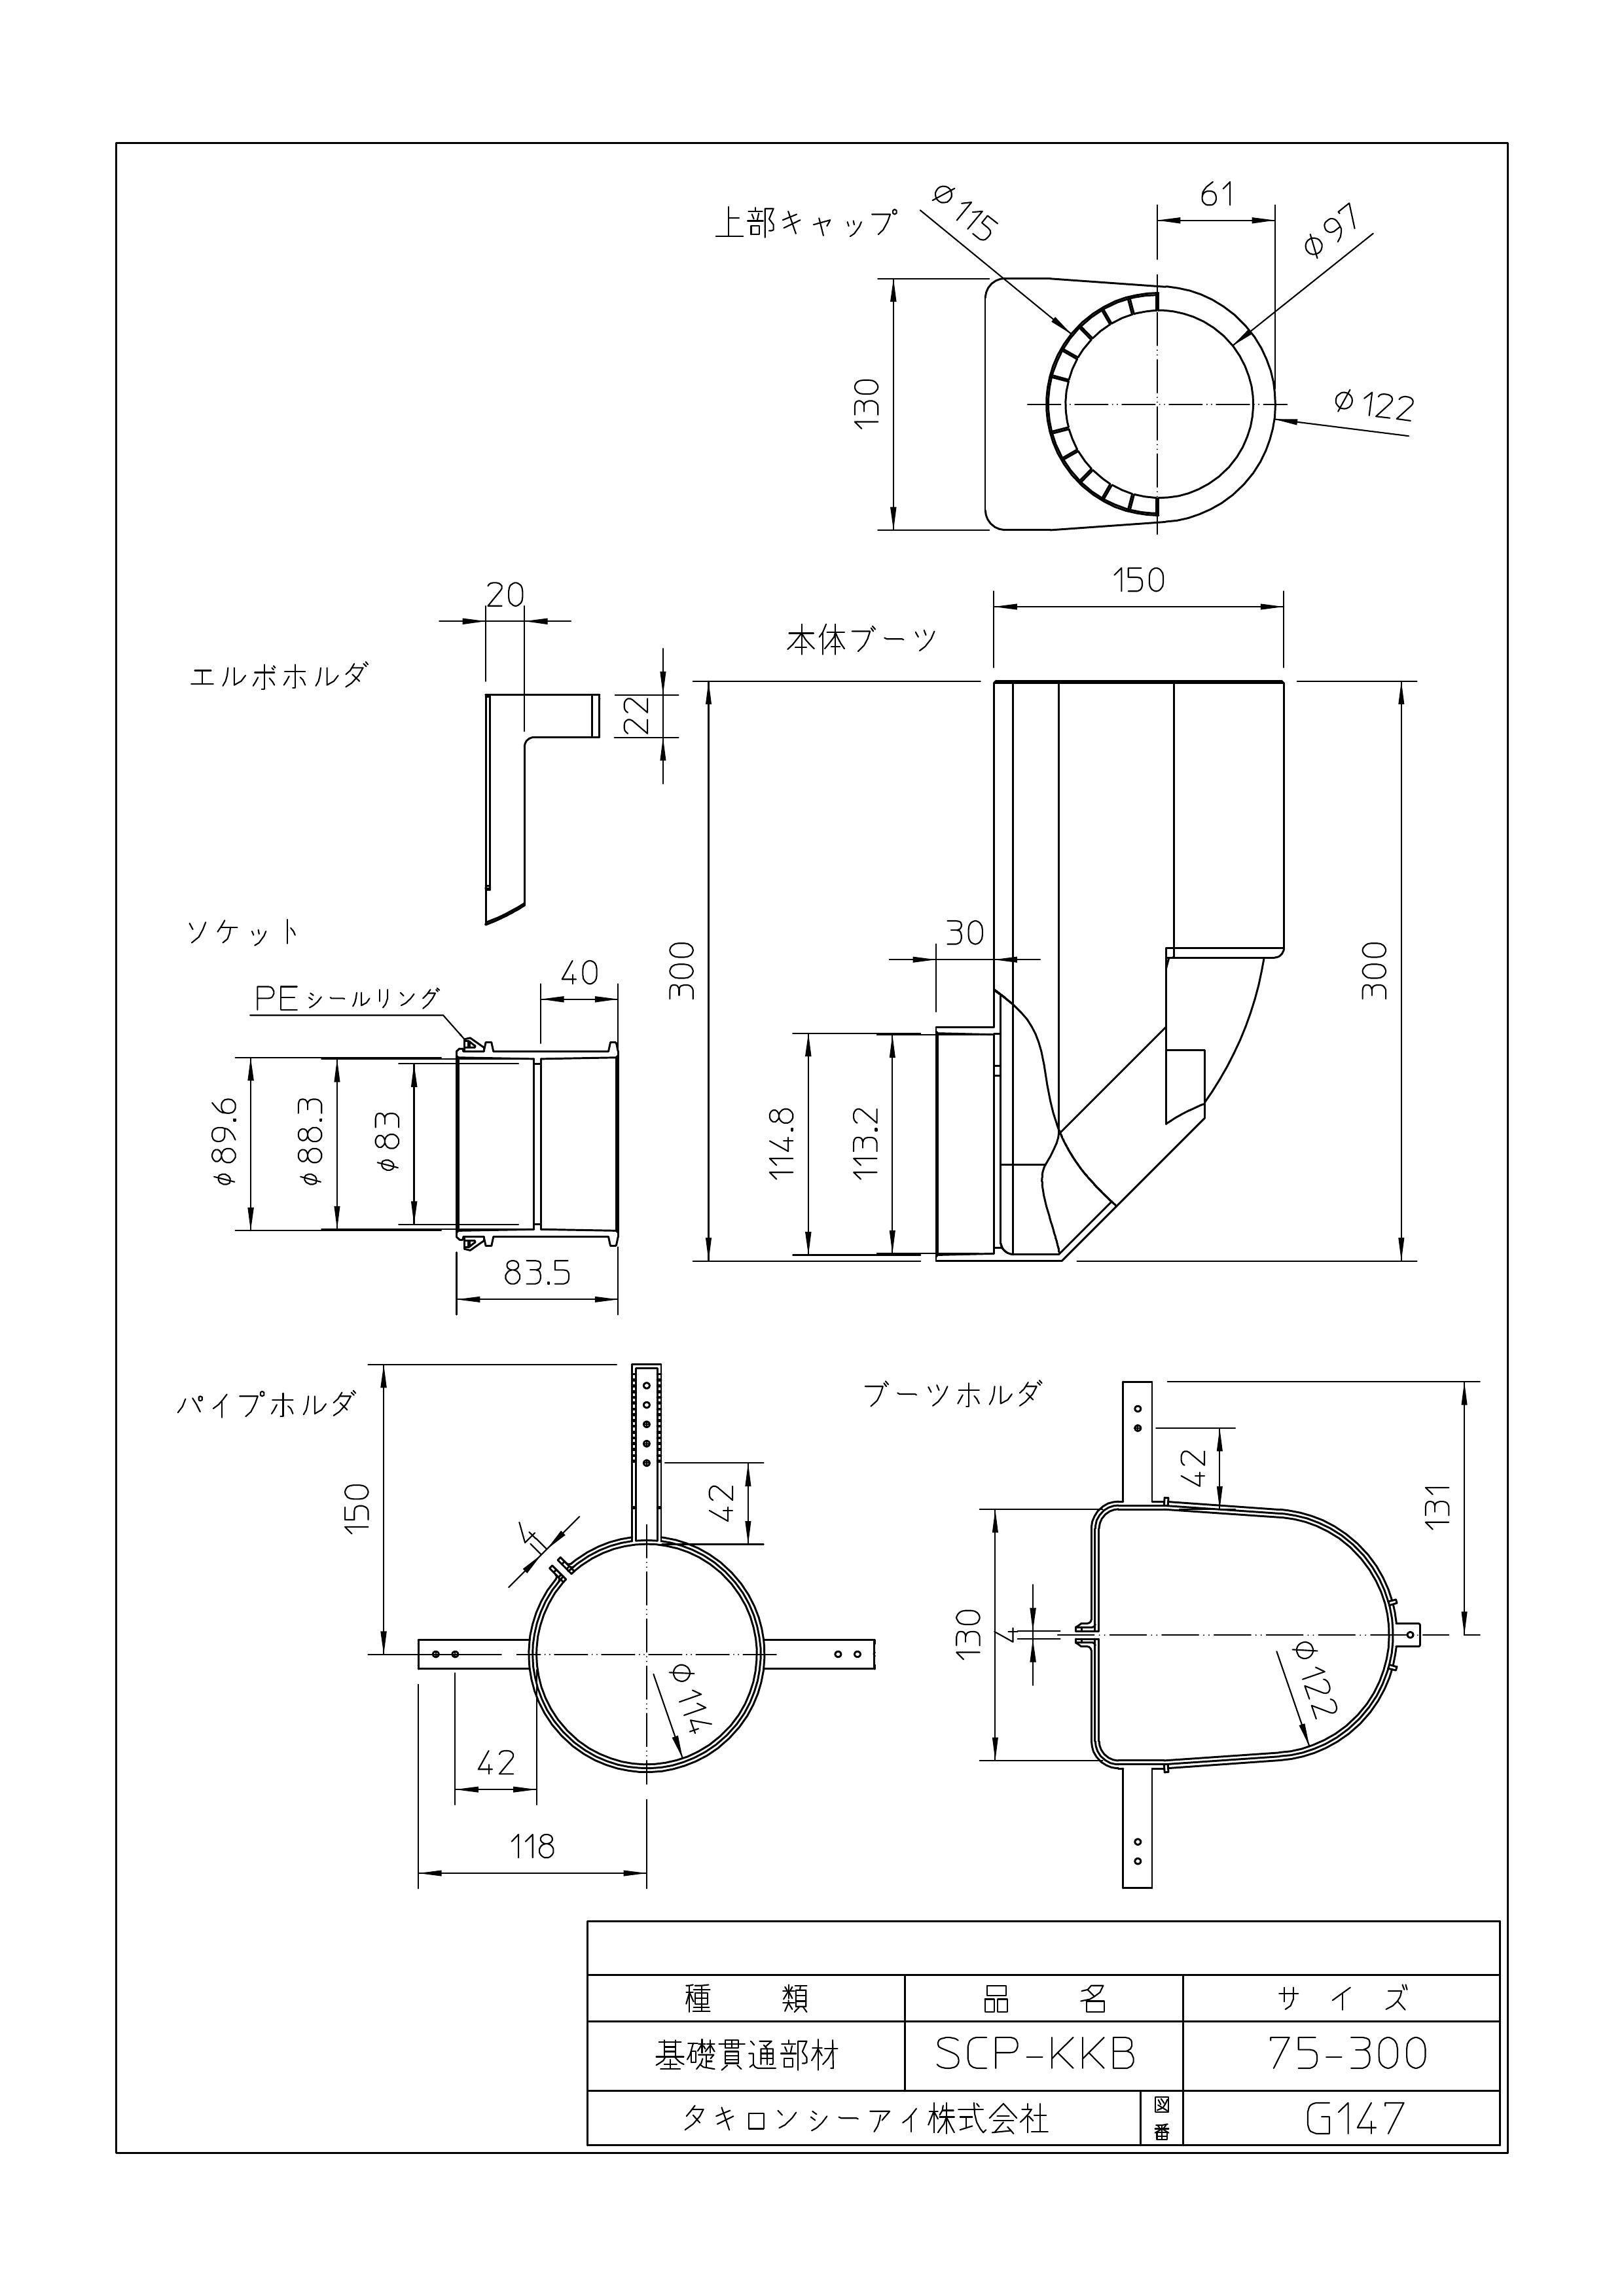 上部キャップ
φ115
61
φ97
130
φ122
エルボホルダ
20
22
本体ブーツ
150
300
30
300
114.8
113.2
ソケット
PEシールリング
40
φ89.6
φ88.3
φ83
83.5
パイプホルダ
150
42
4
φ114
42
118
ブーツホルダ
42
131
130
4
φ122
種類 品名 サイズ
基礎貫通部材 SCP-KKB 75-300
タキロンシーアイ株式会社 図番 G147